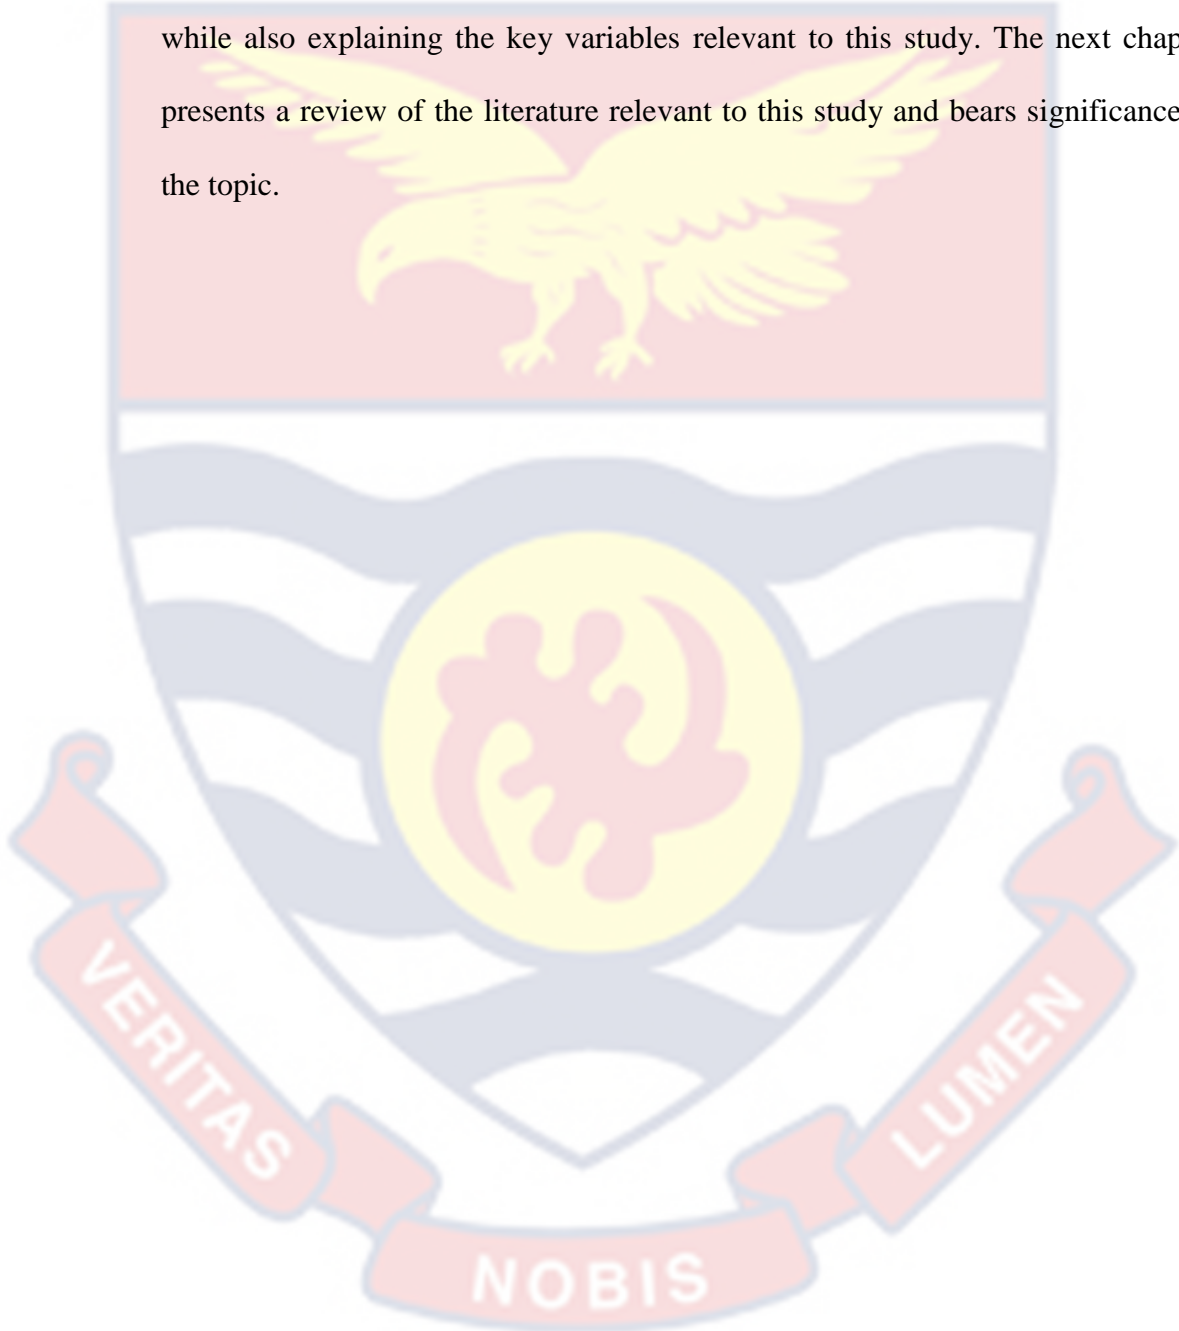 while also explaining the key variables relevant to this study. The next chap
presents a review of the literature relevant to this study and bears significance
the topic.
VERITAS
NOBIS
LUMEN